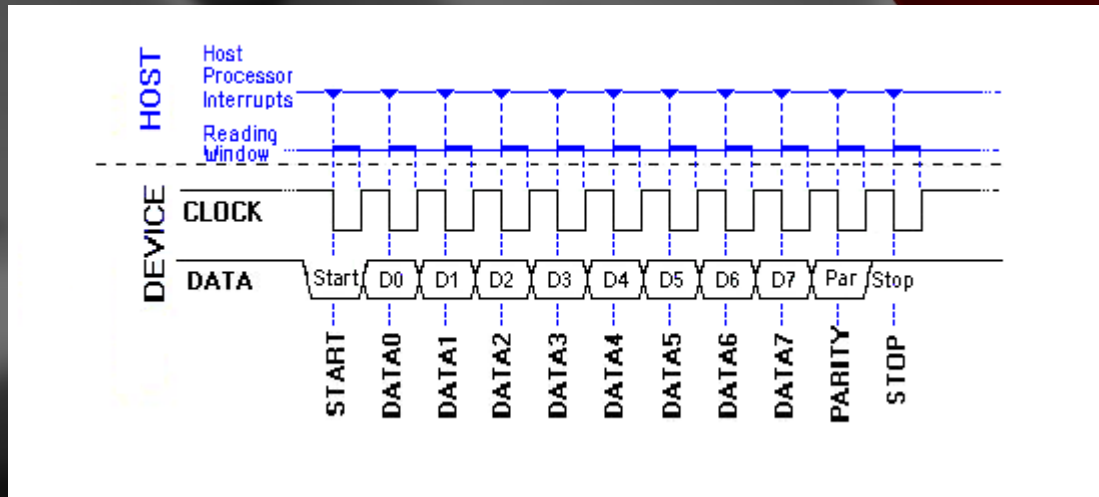 HOST
Host
Processor
Interrupts
Reading
Window
DEVICE
CLOCK
DATA
Start D0 D1 D2 D3 D4 D5 D6 D7 Par Stop
START DATA0 DATA1 DATA2 DATA3 DATA4 DATA5 DATA6 DATA7 PARITY STOP